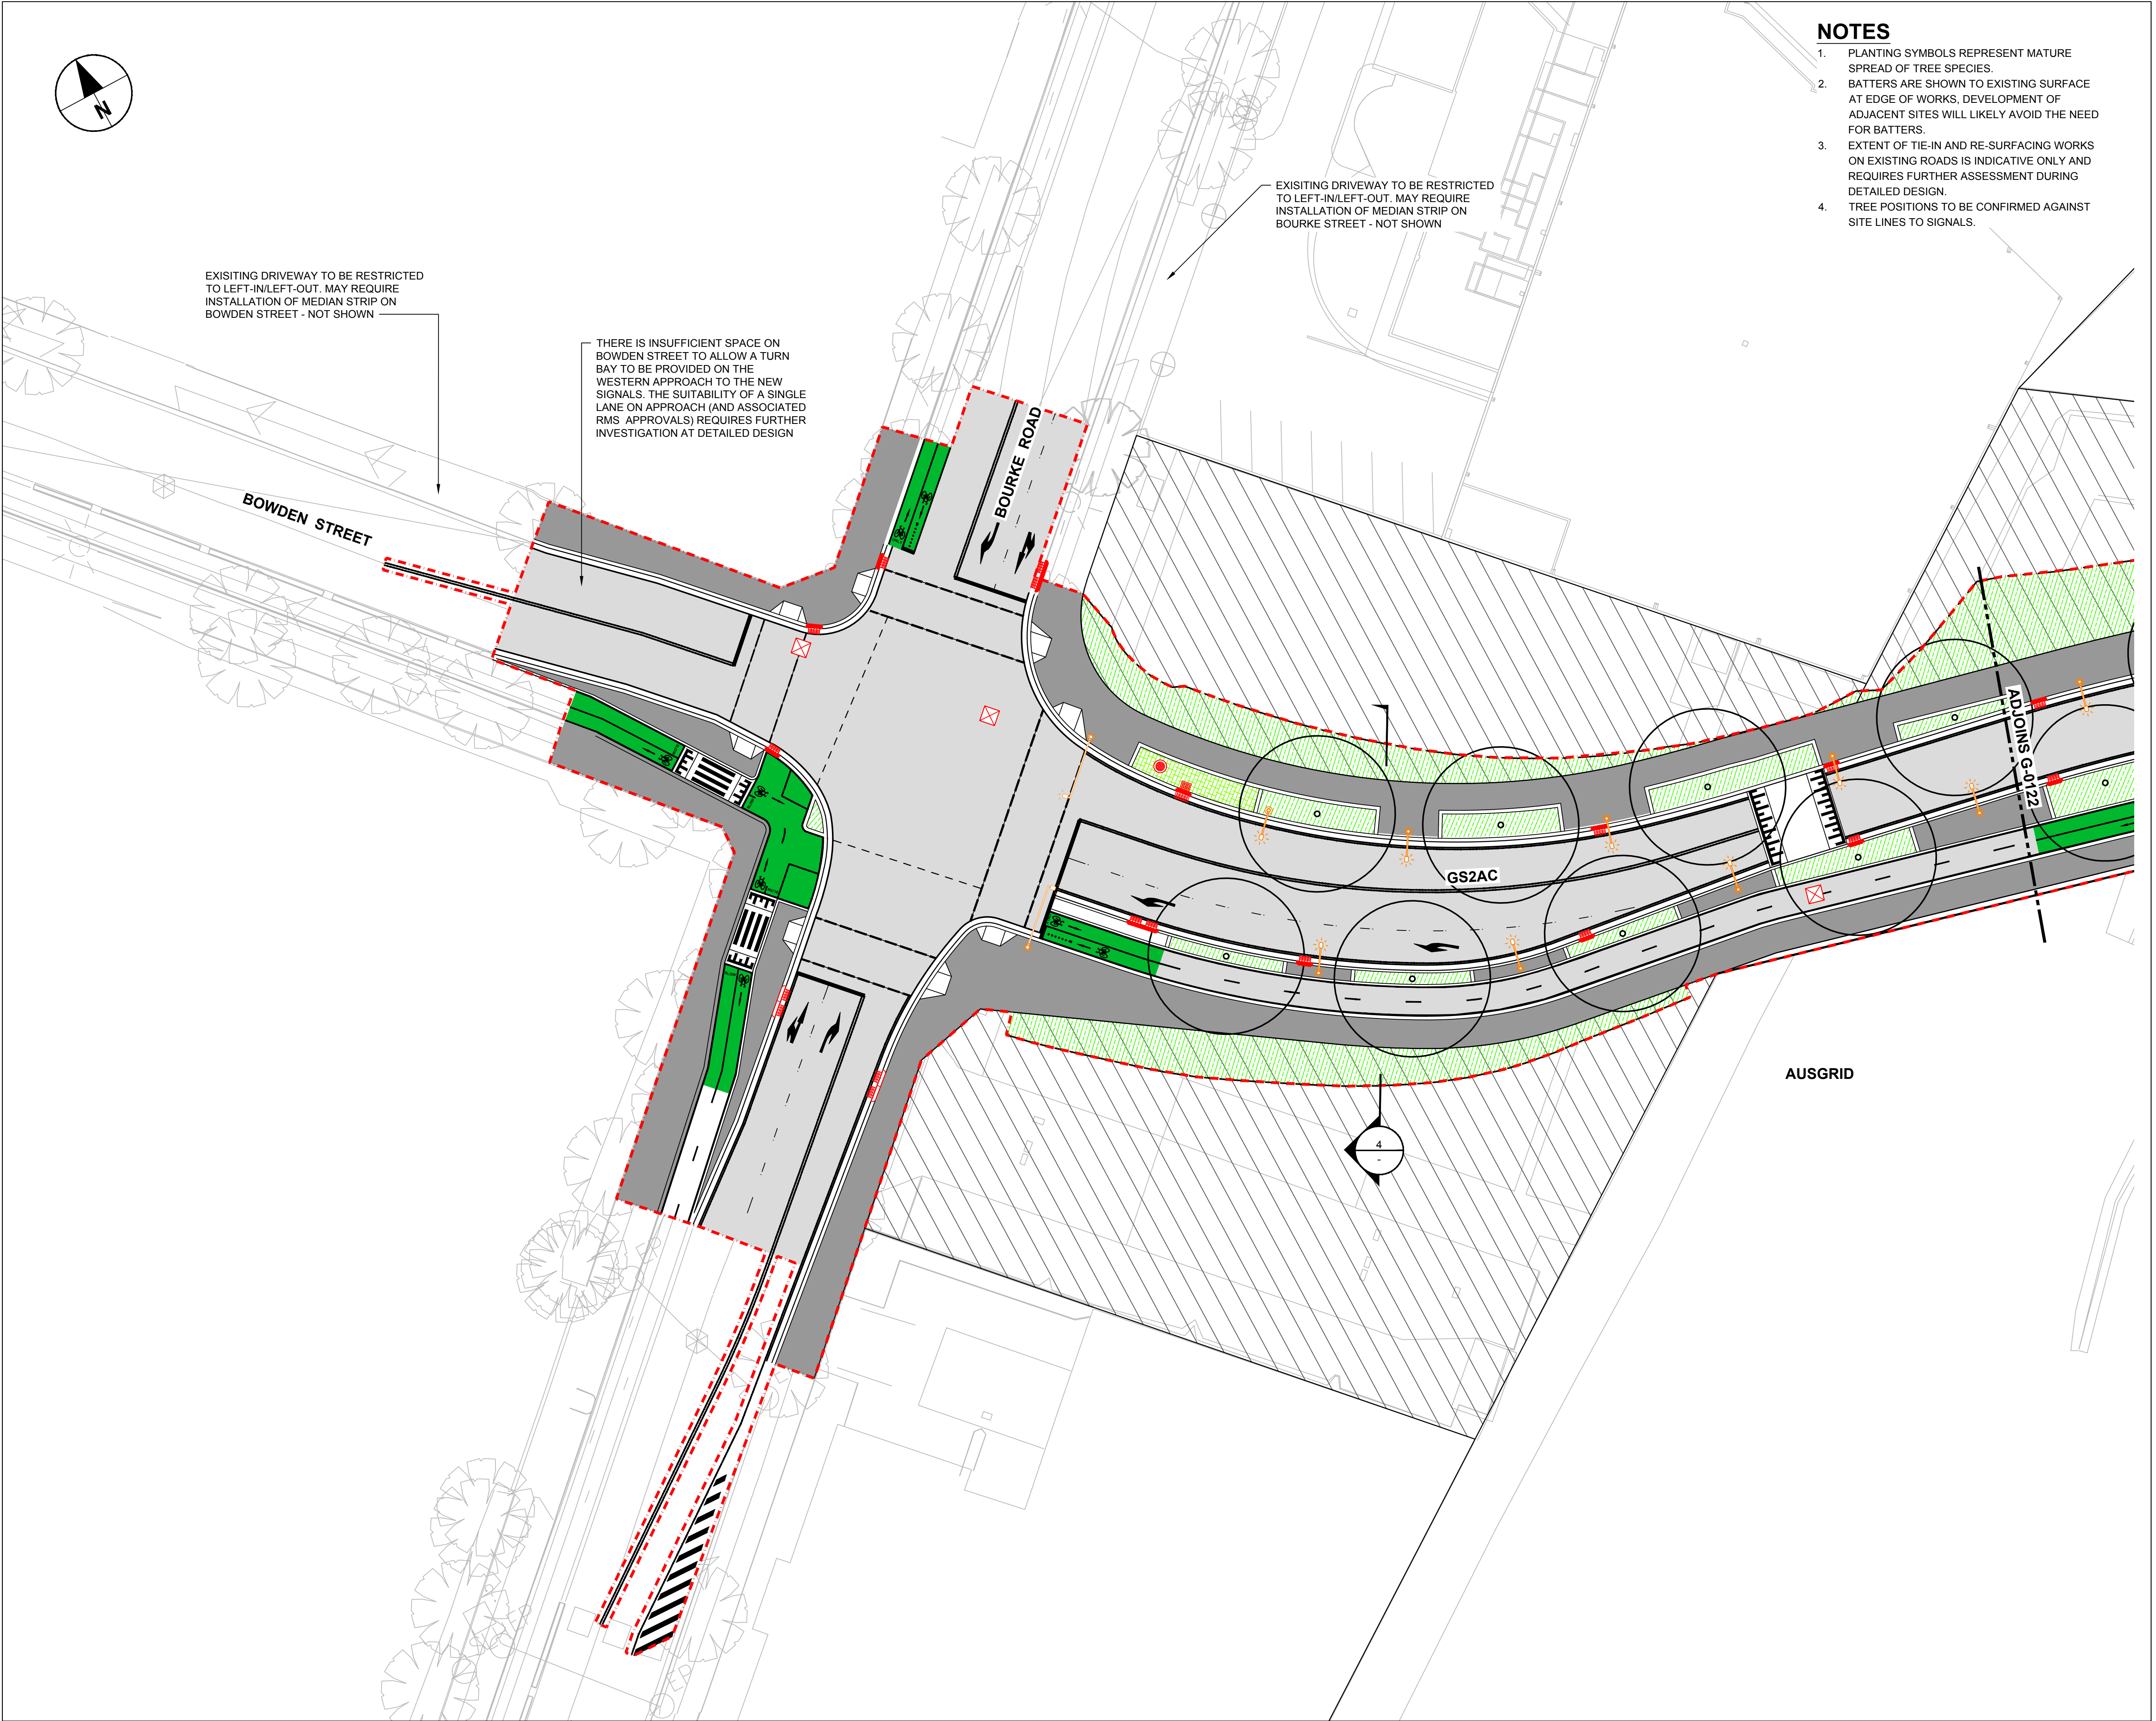 NOTES
1. PLANTING SYMBOLS REPRESENT MATURE
SPREAD OF TREE SPECIES.
2. BATTERS ARE SHOWN TO EXISTING SURFACE
AT EDGE OF WORKS, DEVELOPMENT OF
ADJACENT SITES WILL LIKELY AVOID THE NEED
FOR BATTERS.
3. EXTENT OF TIE-IN AND RE-SURFACING WORKS
ON EXISTING ROADS IS INDICATIVE ONLY AND
REQUIRES FURTHER ASSESSMENT DURING
DETAILED DESIGN.
4. TREE POSITIONS TO BE CONFIRMED AGAINST
SITE LINES TO SIGNALS.
N
EXISITING DRIVEWAY TO BE RESTRICTED
TO LEFT-IN/LEFT-OUT. MAY REQUIRE
INSTALLATION OF MEDIAN STRIP ON
BOURKE STREET - NOT SHOWN
EXISITING DRIVEWAY TO BE RESTRICTED
TO LEFT-IN/LEFT-OUT. MAY REQUIRE
INSTALLATION OF MEDIAN STRIP ON
BOWDEN STREET - NOT SHOWN
THERE IS INSUFFICIENT SPACE ON
BOWDEN STREET TO ALLOW A TURN
BAY TO BE PROVIDED ON THE
WESTERN APPROACH TO THE NEW
SIGNALS. THE SUITABILITY OF A SINGLE
LANE ON APPROACH (AND ASSOCIATED
RMS APPROVALS) REQUIRES FURTHER
INVESTIGATION AT DETAILED DESIGN
BOURKE ROAD
BOWDEN STREET
ADJOINS G-0122
GS2AC
AUSGRID
4
-